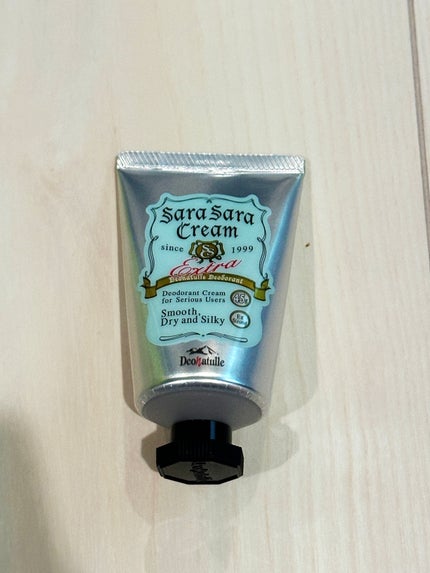 Sara Sara
Cream
since 1999
Extra
Deonatulle Deodorant
Deodorant Cream
for Serious Users
Smooth,
Dry and Silky
Deonatulle